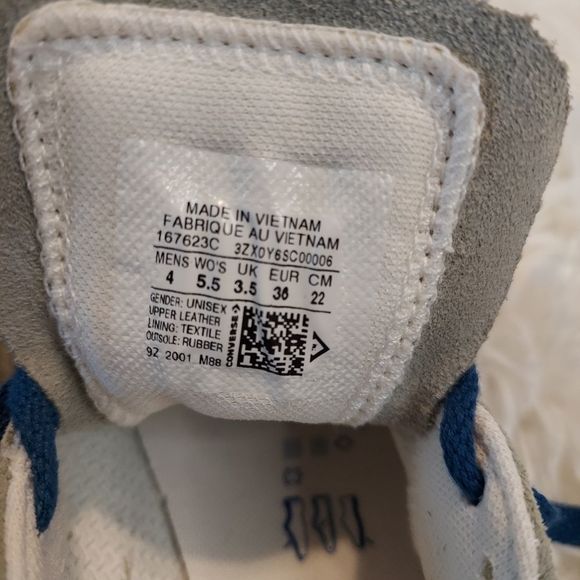 MADE IN VIETNAM
FABRIQUE AU VIETNAM
167623C 3ZX0Y6SC00006
MENS WO'S UK EUR CM
4 5.5 3.5 36 22
GENDER: UNISEX
UPPER LEATHER
LINING: TEXTILE
OUTSOLE: RUBBER
9Z 2001 M88
CONVERSE